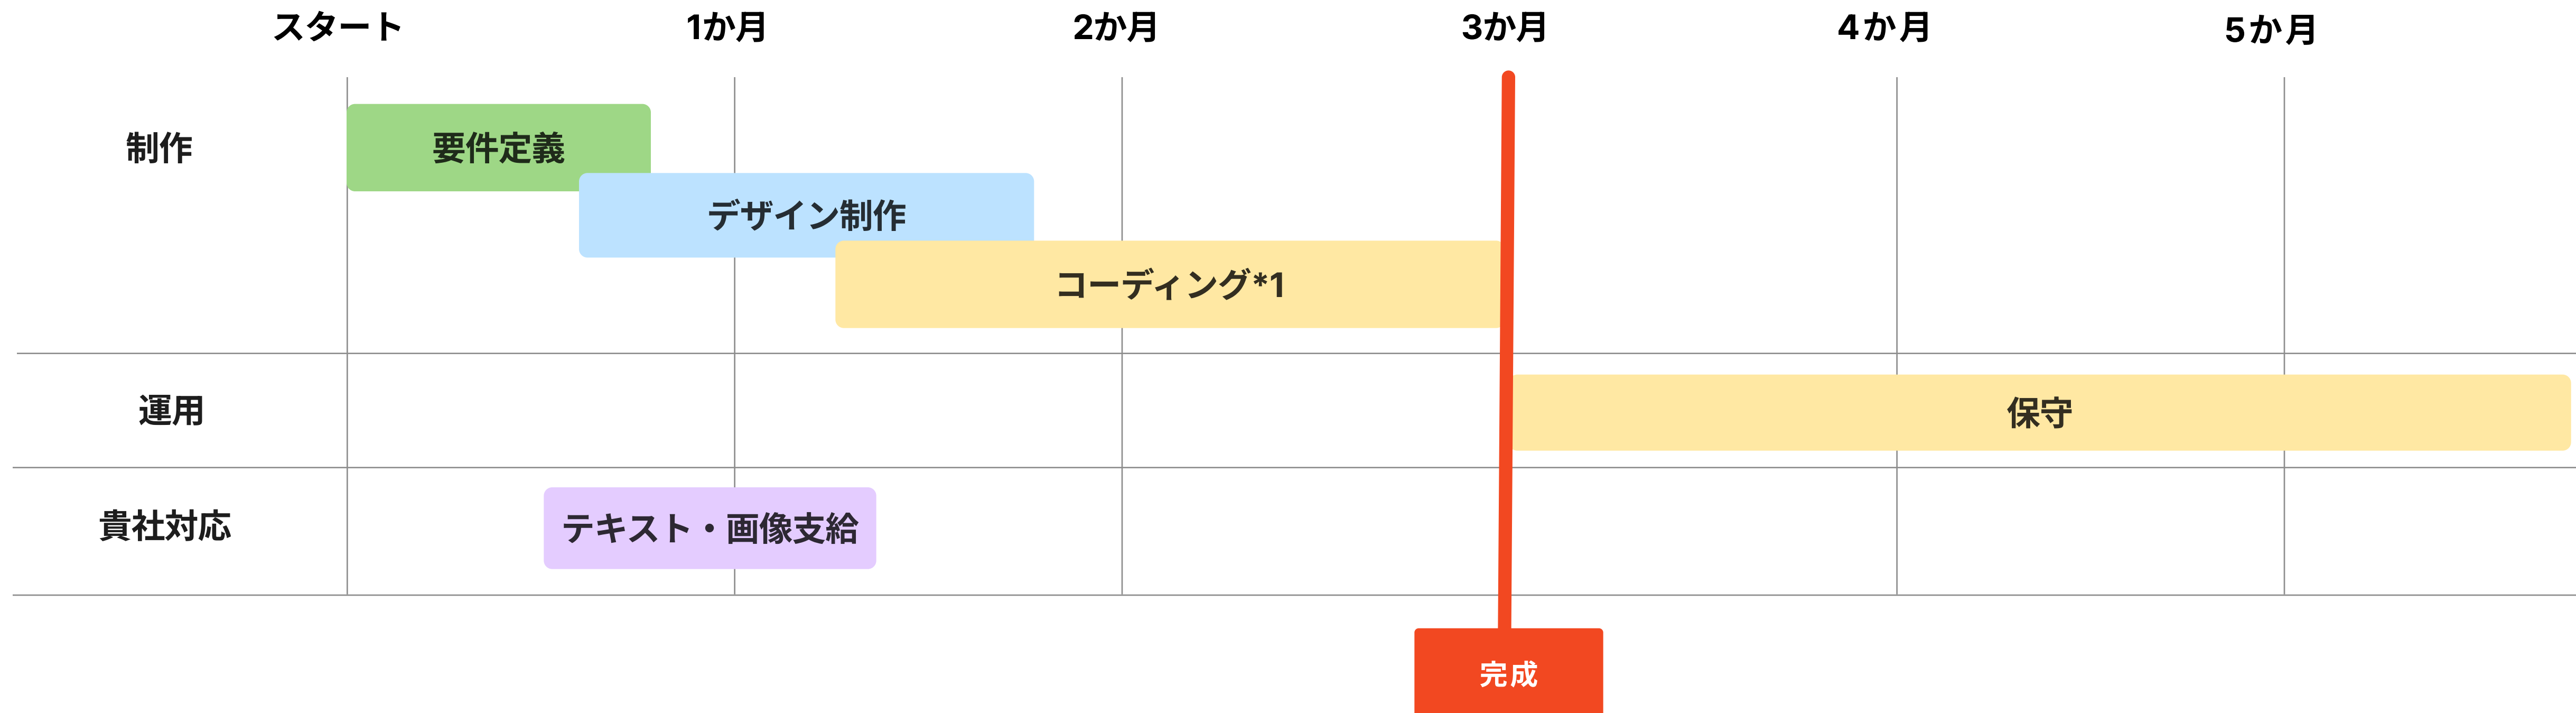 スタート 1か月 2か月 3か月 4か月 5か月
制作
要件定義
デザイン制作
コーディング*1
運用
保守
貴社対応
テキスト・画像支給
完成